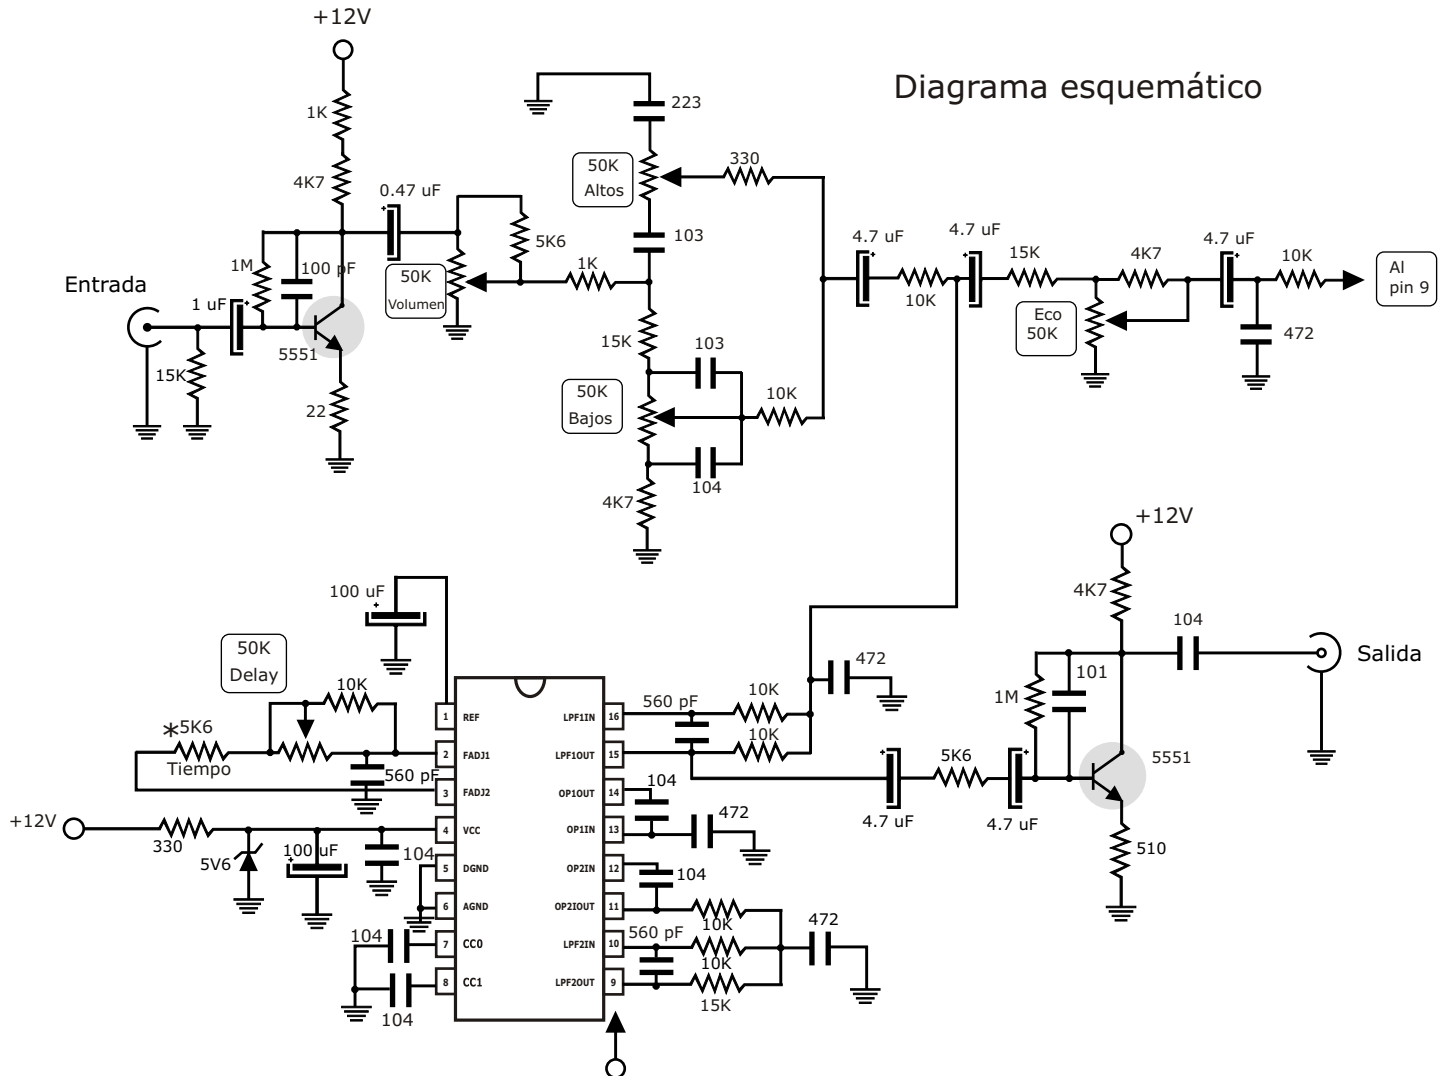 Diagrama esquemático
+12V
1K
4K7
0.47 uF
1M
100 pF
Entrada
1 uF
15K
5551
22
50K
Volumen
5K6
1K
223
50K
Altos
330
103
15K
103
50K
Bajos
10K
104
4K7
4.7 uF
10K
4.7 uF
15K
4K7
Eco
50K
4.7 uF
10K
472
Al
pin 9
100 uF
50K
Delay
10K
*5K6
Tiempo
560 pF
+12V
330
5V6
100 uF
104
104
104
1 REF
2 FADJ1
3 FADJ2
4 VCC
5 DGND
6 AGND
7 CC0
8 CC1
LPF1IN 16
LPF1OUT 15
OP1OUT 14
OP1IN 13
OP2IN 12
OP2IOUT 11
LPF2IN 10
LPF2OUT 9
560 pF
10K
10K
472
104
472
104
10K
560 pF
10K
15K
472
4.7 uF
5K6
4.7 uF
+12V
4K7
1M
101
104
Salida
5551
510